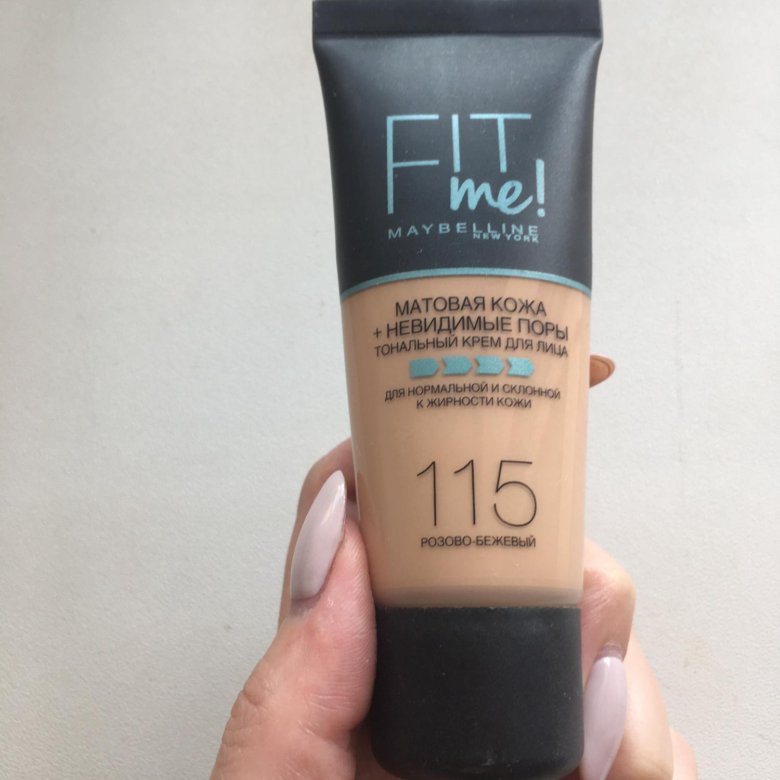 FIT
me!
MAYBELLINE
NEW YORK
МАТОВАЯ КОЖА
+ НЕВИДИМЫЕ ПОРЫ
ТОНАЛЬНЫЙ КРЕМ ДЛЯ ЛИЦА
ДЛЯ НОРМАЛЬНОЙ И СКЛОННОЙ
К ЖИРНОСТИ КОЖИ
115
РОЗОВО-БЕЖЕВЫЙ